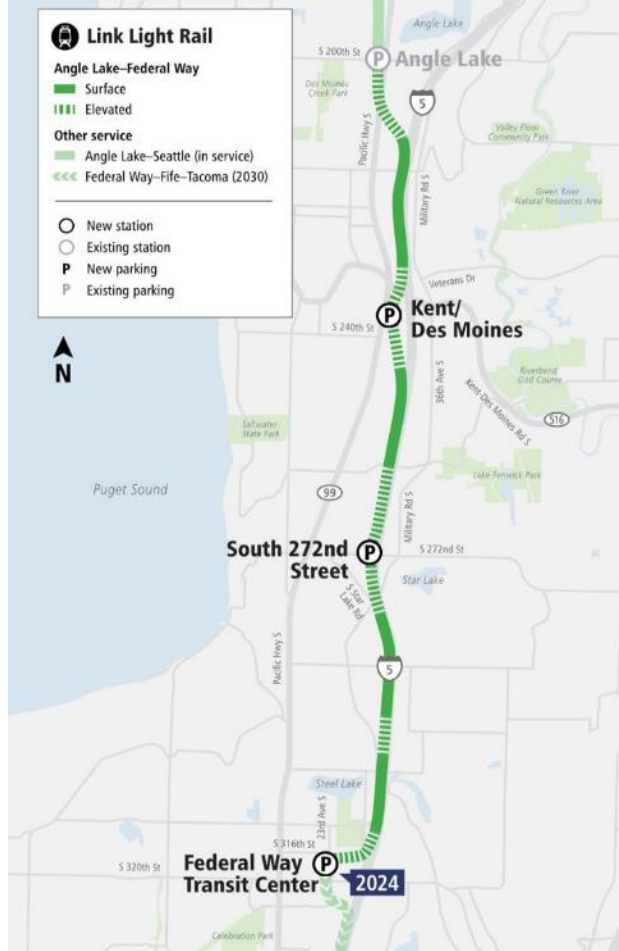 Link Light Rail
Angle Lake–Federal Way
Surface
Elevated
Other service
Angle Lake–Seattle (in service)
Federal Way–Fife–Tacoma (2030)
New station
Existing station
P New parking
P Existing parking
N
Angle Lake
S 200th St
P Angle Lake
Des Moines
Creek Park
5
Pacific Hwy S
Military Rd S
Valley Floor
Community Park
Green River
Natural Resources Area
Veterans Dr
P
Kent/
Des Moines
S 240th St
36th Ave S
Riverbend
Golf Course
Kent-Des Moines Rd S
516
Saltwater
State Park
Puget Sound
Lake Fenwick Park
99
Military Rd S
South 272nd
Street
P
S 272nd St
Star Lake
S Star
Lake Rd
Pacific Hwy S
5
Steel Lake
23rd Ave S
S 316th St
S 320th St
Federal Way
Transit Center
P
2024
Celebration Park